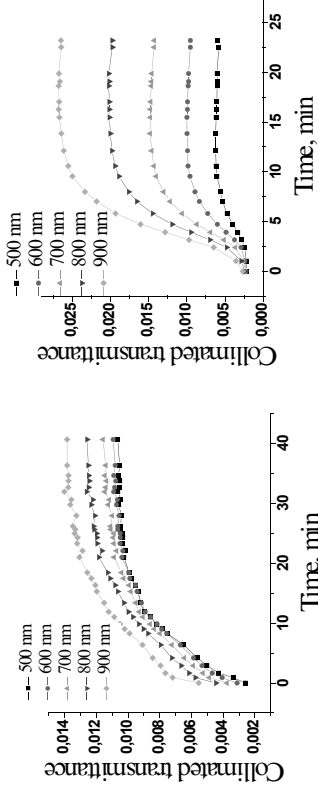 500 nm
600 nm
700 nm
800 nm
900 nm
Collimated transmittance
0,014
0,012
0,010
0,008
0,006
0,004
0,002
0
10
20
30
40
Time, min
500 nm
600 nm
700 nm
800 nm
900 nm
Collimated transmittance
0,025
0,020
0,015
0,010
0,005
0,000
0
5
10
15
20
25
Time, min